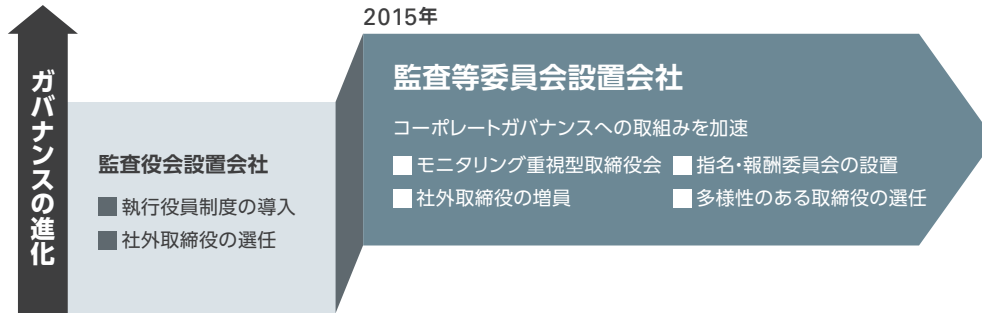 2015年
ガバナンスの進化
監査役会設置会社
執行役員制度の導入
社外取締役の選任
監査等委員会設置会社
コーポレートガバナンスへの取組みを加速
モニタリング重視型取締役会
指名・報酬委員会の設置
社外取締役の増員
多様性のある取締役の選任